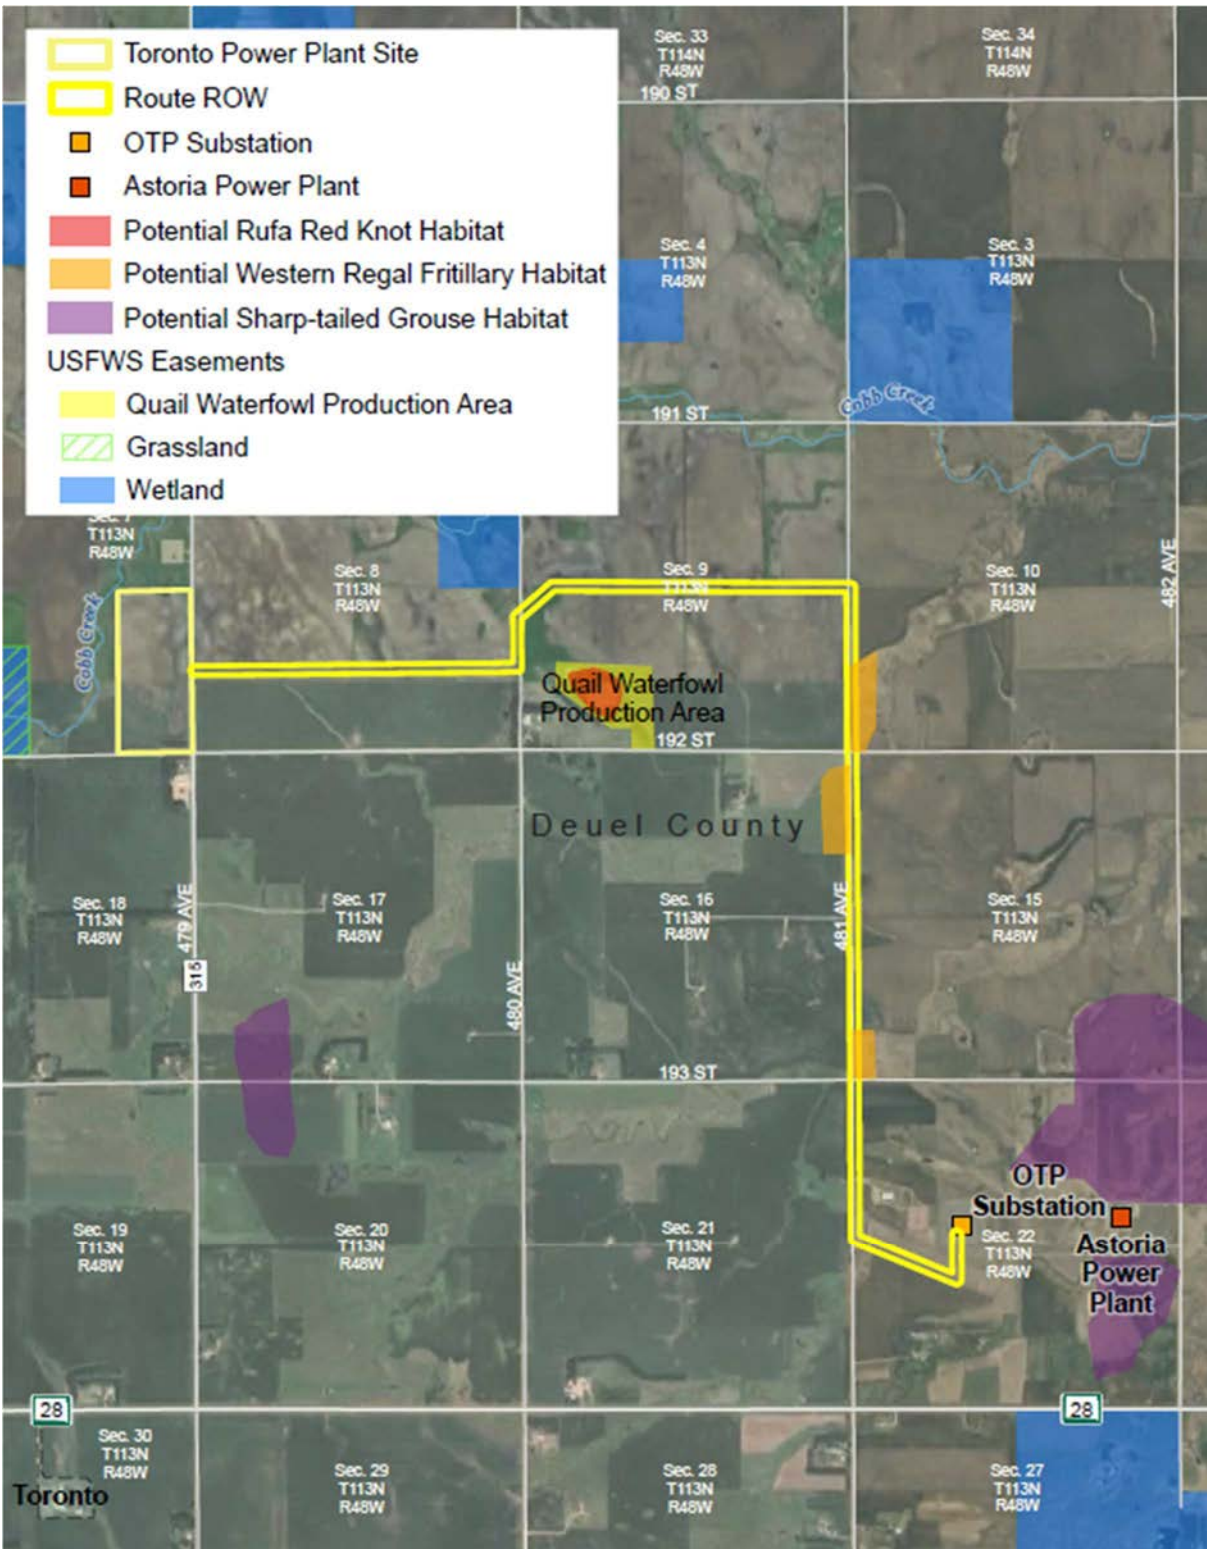 Toronto Power Plant Site
Route ROW
OTP Substation
Astoria Power Plant
Potential Rufa Red Knot Habitat
Potential Western Regal Fritillary Habitat
Potential Sharp-tailed Grouse Habitat
USFWS Easements
Quail Waterfowl Production Area
Grassland
Wetland
Sec. 33
T114N
R48W
Sec. 34
T114N
R48W
190 ST
Sec. 4
T113N
R48W
Sec. 3
T113N
R48W
Cobb Creek
191 ST
Sec. 7
T113N
R48W
Sec. 8
T113N
R48W
Sec. 9
T113N
R48W
Sec. 10
T113N
R48W
482 AVE
Cobb Creek
Quail Waterfowl
Production Area
192 ST
Deuel County
Sec. 18
T113N
R48W
479 AVE
Sec. 17
T113N
R48W
Sec. 16
T113N
R48W
481 AVE
Sec. 15
T113N
R48W
315
480 AVE
193 ST
OTP
Substation
Sec. 19
T113N
R48W
Sec. 20
T113N
R48W
Sec. 21
T113N
R48W
Sec. 22
T113N
R48W
Astoria
Power
Plant
28
28
Sec. 30
T113N
R48W
Toronto
Sec. 29
T113N
R48W
Sec. 28
T113N
R48W
Sec. 27
T113N
R48W